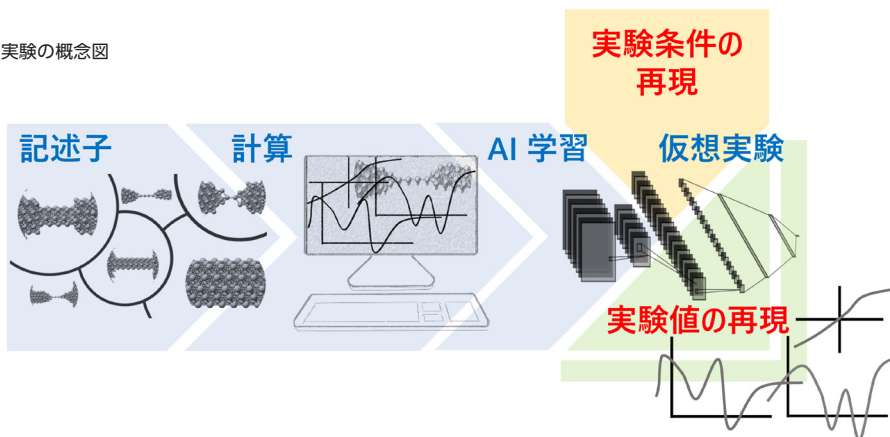 実験の概念図
実験条件の
再現
記述子
計算
AI 学習
仮想実験
実験値の再現